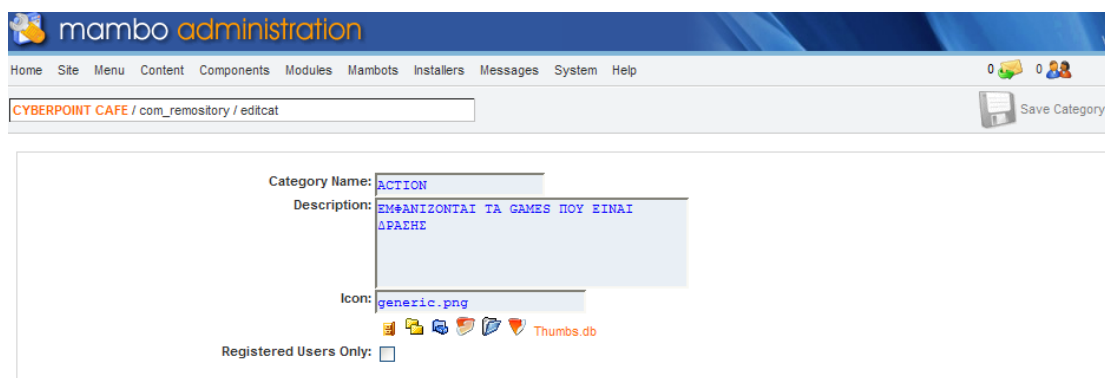 mambo administration
Home Site Menu Content Components Modules Mambots Installers Messages System Help 0 0
CYBERPOINT CAFE / com_remository / editcat Save Category
Category Name: ACTION
Description: ΕΜΦΑΝΙΖΟΝΤΑΙ ΤΑ GAMES ΠΟΥ ΕΙΝΑΙ
ΔΡΑΣΗΣ
Icon: generic.png
Thumbs.db
Registered Users Only: